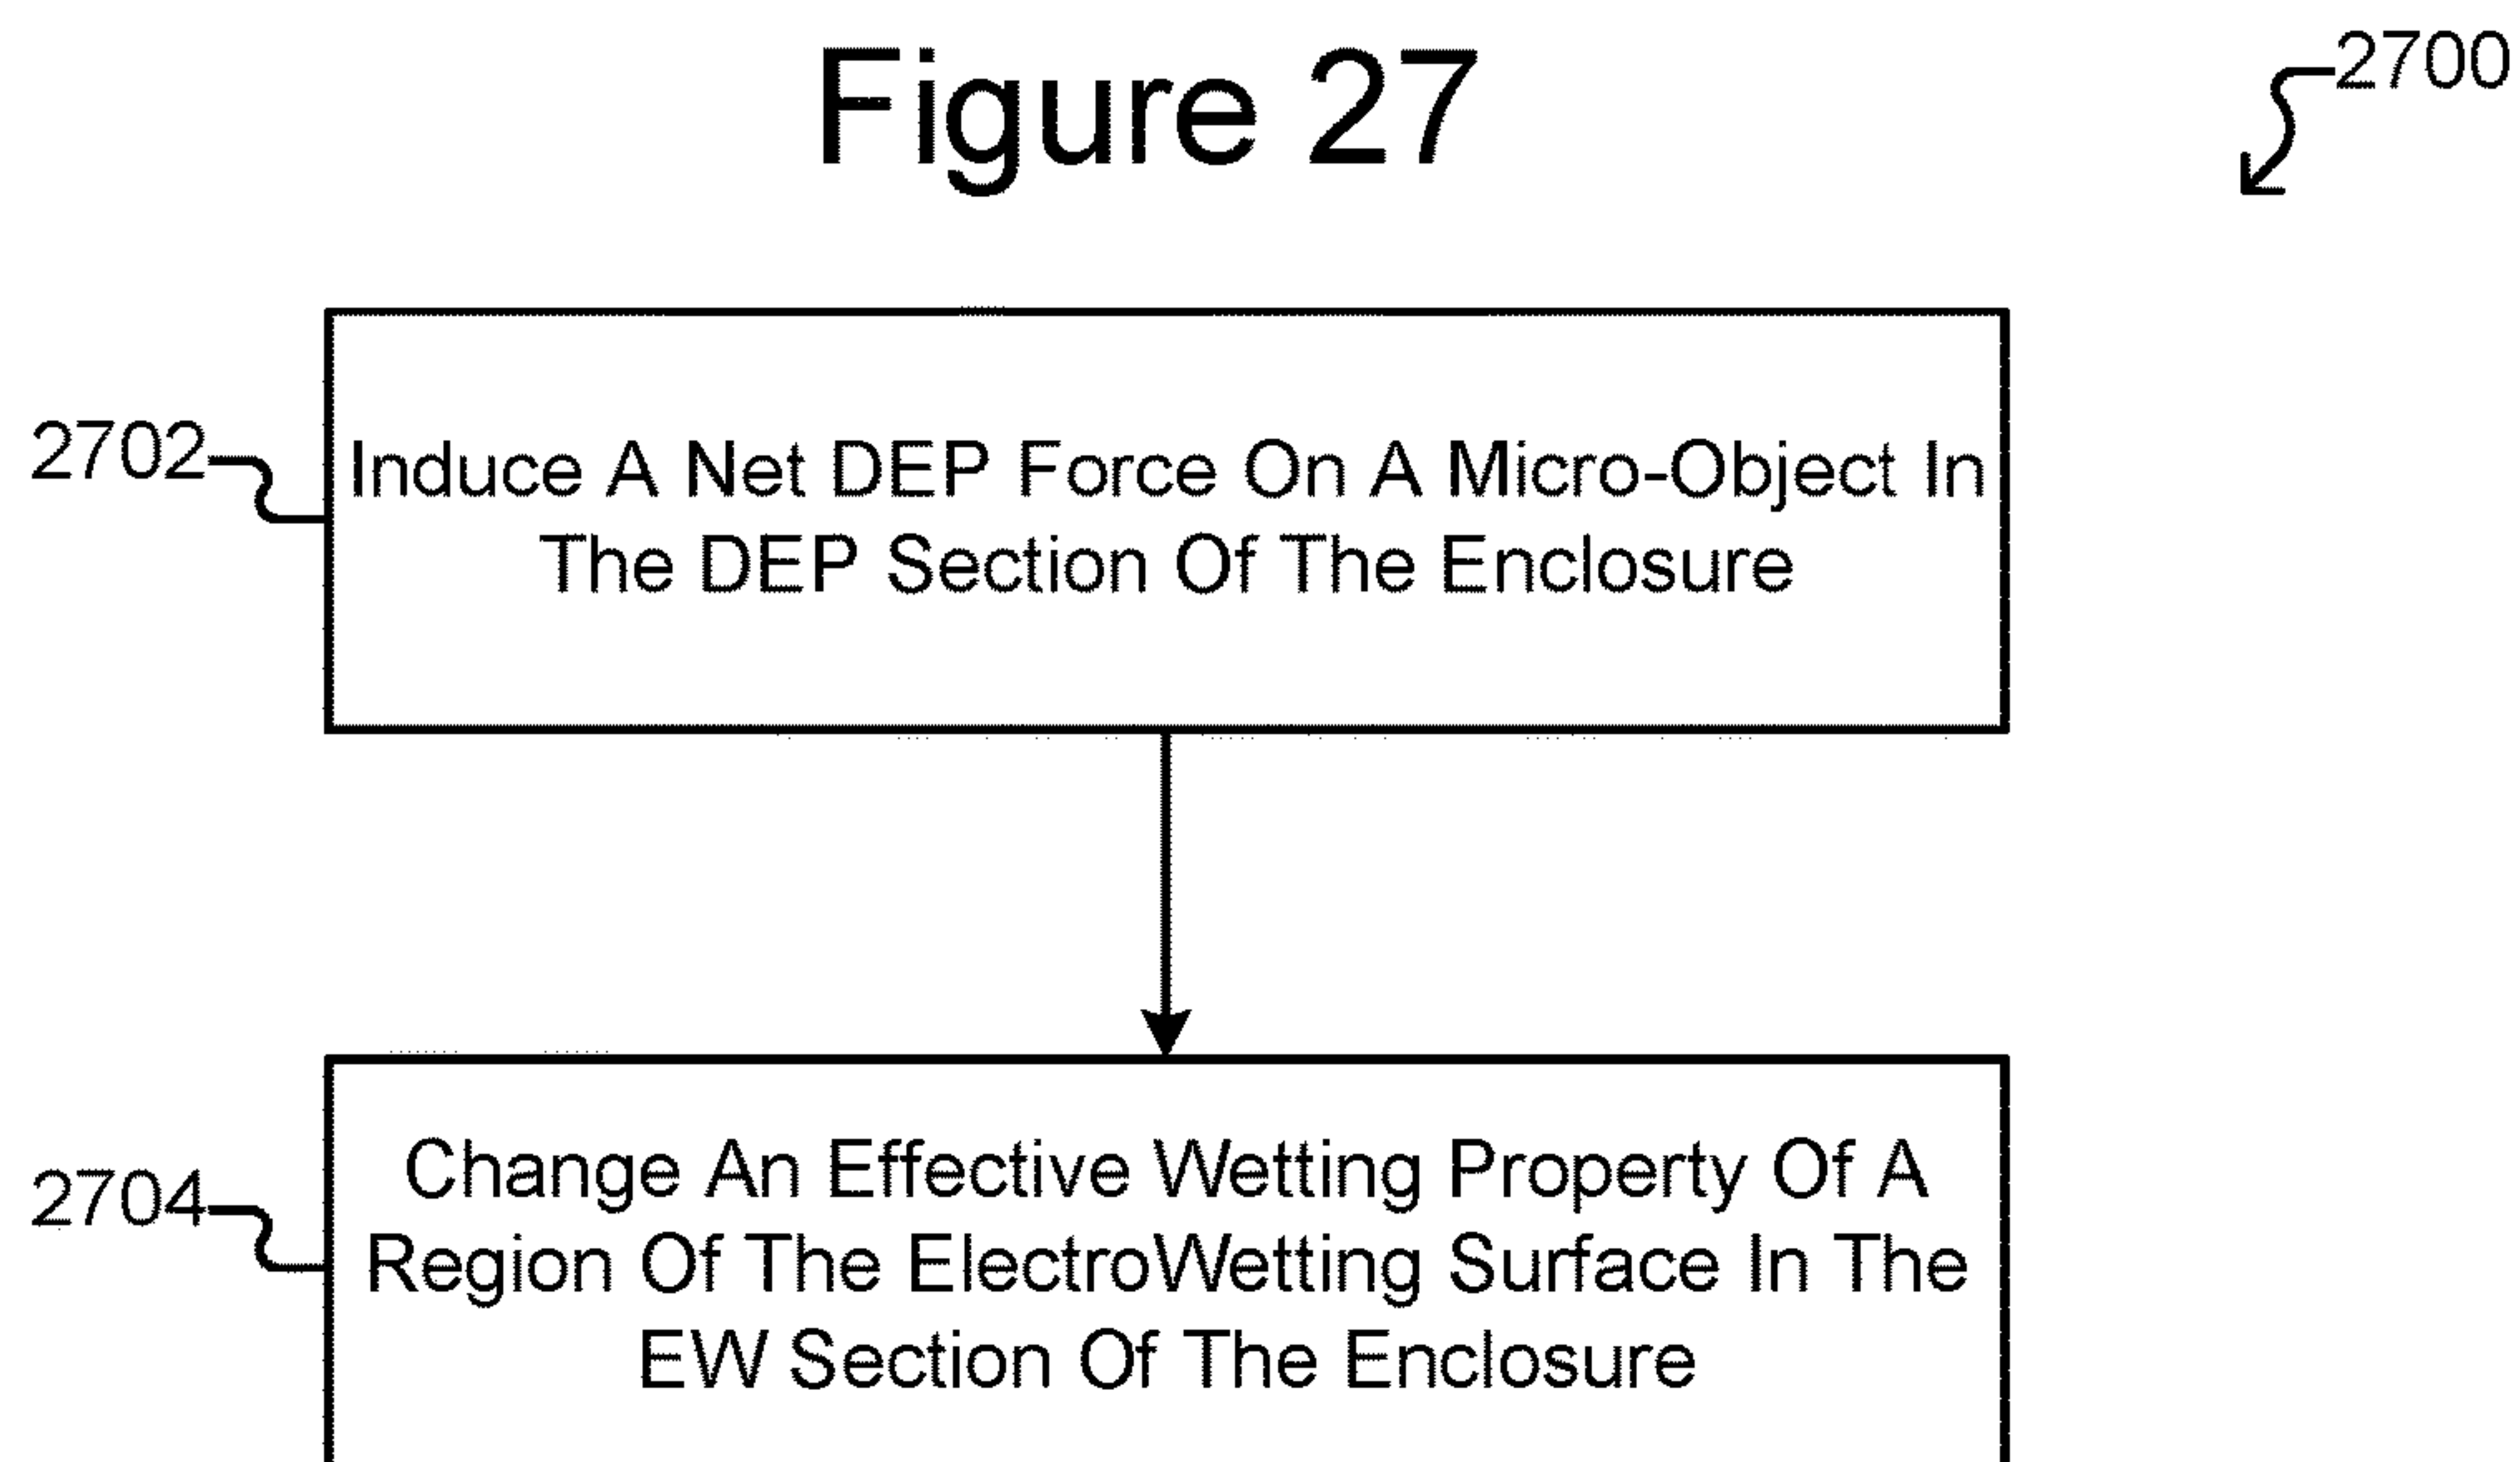 Figure 27
2700
2702
Induce A Net DEP Force On A Micro-Object In
The DEP Section Of The Enclosure
2704
Change An Effective Wetting Property Of A
Region Of The ElectroWetting Surface In The
EW Section Of The Enclosure